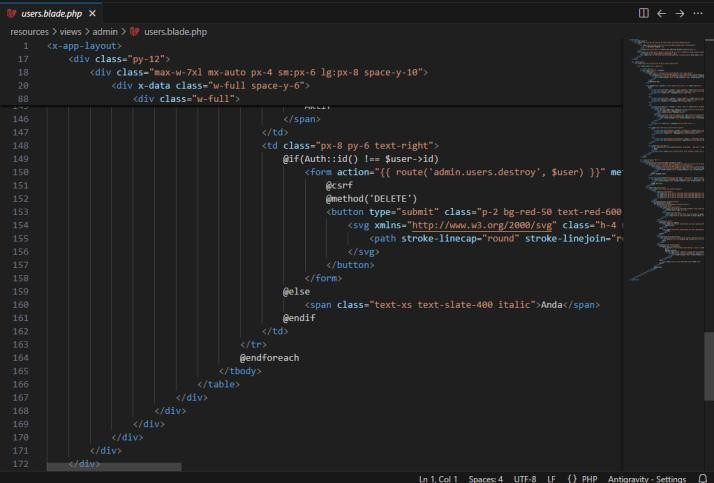 users.blade.php
resources > views > admin > users.blade.php
1 <x-app-layout>
17 <div class="py-12">
18 <div class="max-w-7xl mx-auto px-4 sm:px-6 lg:px-8 space-y-10">
20 <div x-data class="w-full space-y-6">
88 <div class="w-full">
146 </span>
147 </td>
148 <td class="px-8 py-6 text-right">
149 @if(Auth::id() !== $user->id)
150 <form action="{{ route('admin.users.destroy', $user) }}" me
151 @csrf
152 @method('DELETE')
153 <button type="submit" class="p-2 bg-red-50 text-red-600
154 <svg xmlns="http://www.w3.org/2000/svg" class="h-4
155 <path stroke-linecap="round" stroke-linejoin="r
156 </svg>
157 </button>
158 </form>
159 @else
160 <span class="text-xs text-slate-400 italic">Anda</span>
161 @endif
162 </td>
163 </tr>
164 @endforeach
165 </tbody>
166 </table>
167 </div>
168 </div>
169 </div>
170 </div>
171 </div>
172 </div>
Ln 1, Col 1 Spaces: 4 UTF-8 LF {} PHP Antigravity - Settings